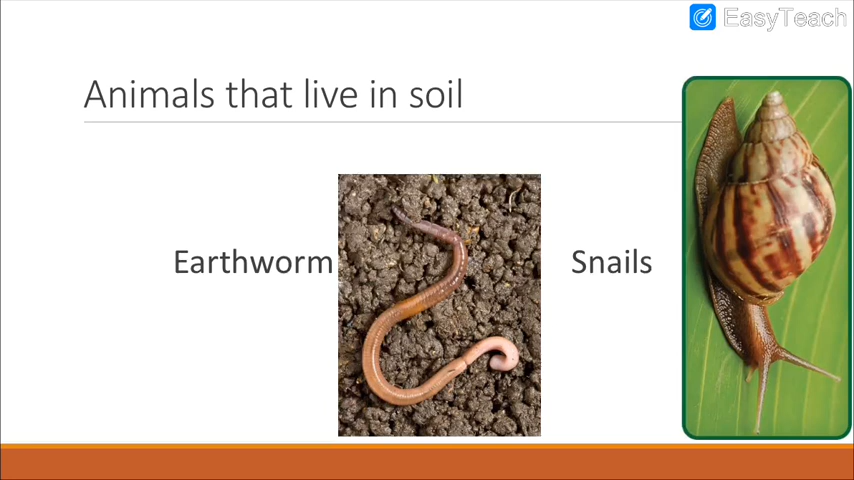 EasyTeach
Animals that live in soil
Earthworm
Snails